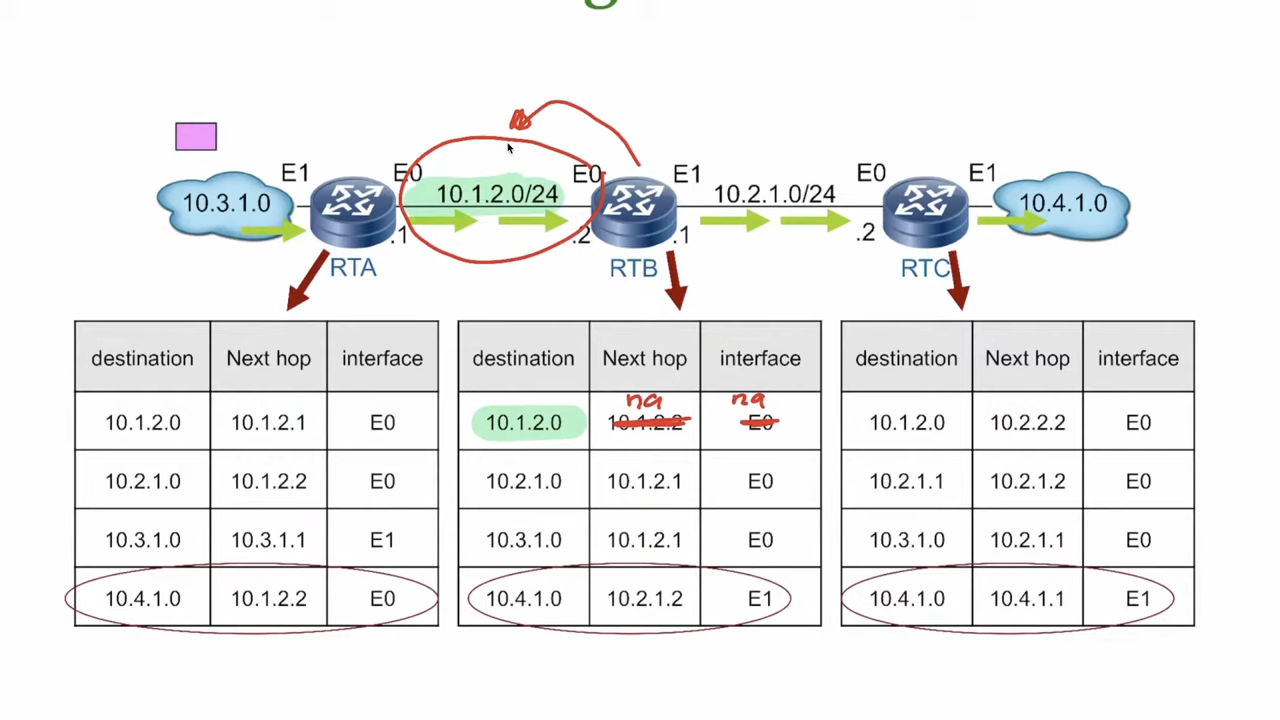 g
E1 E0 E0 E1 E0 E1
10.3.1.0 10.1.2.0/24 10.2.1.0/24 10.4.1.0
.1 .2 .1 .2
RTA RTB RTC
destination Next hop interface
10.1.2.0 10.1.2.1 E0
10.2.1.0 10.1.2.2 E0
10.3.1.0 10.3.1.1 E1
10.4.1.0 10.1.2.2 E0
destination Next hop interface
na na
10.1.2.0 10.1.2.2 E0
10.2.1.0 10.1.2.1 E0
10.3.1.0 10.1.2.1 E0
10.4.1.0 10.2.1.2 E1
destination Next hop interface
10.1.2.0 10.2.2.2 E0
10.2.1.1 10.2.1.2 E0
10.3.1.0 10.2.1.1 E0
10.4.1.0 10.4.1.1 E1